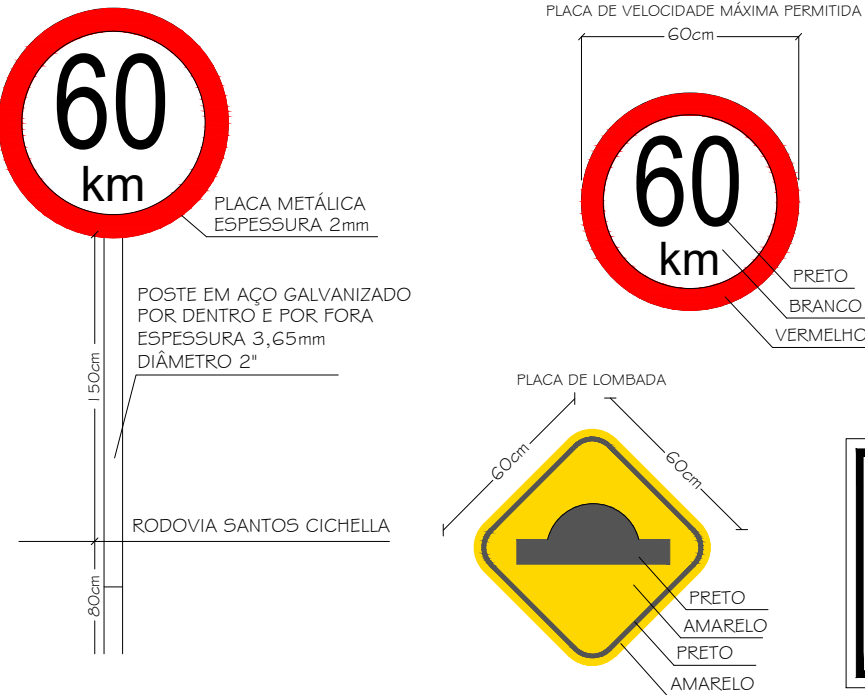 60
km
PLACA METÁLICA
ESPESSURA 2mm
POSTE EM AÇO GALVANIZADO
POR DENTRO E POR FORA
ESPESSURA 3,65mm
DIÂMETRO 2"
150cm
RODOVIA SANTOS CICHELLA
80cm
PLACA DE VELOCIDADE MÁXIMA PERMITIDA
60cm
60
km
PRETO
BRANCO
VERMELHO
PLACA DE LOMBADA
60cm
60cm
PRETO
AMARELO
PRETO
AMARELO